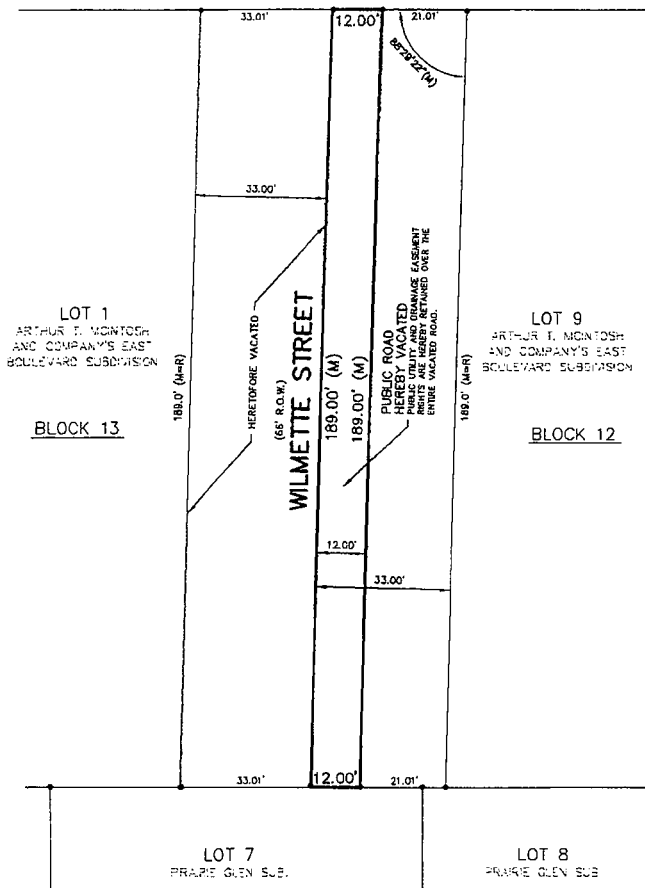 33.01'
12.00'
21.01'
88°29'22"(M)
33.00'
LOT 1
ARTHUR T. MCINTOSH
AND COMPANY'S EAST
BOULEVARD SUBDIVISION
BLOCK 13
189.0' (M=R)
HERETOFORE VACATED
(66' R.O.W.)
WILMETTE STREET
189.00' (M)
189.00' (M)
PUBLIC ROAD
HEREBY VACATED
PUBLIC UTILITY AND DRAINAGE EASEMENT
RIGHTS ARE HEREBY RETAINED OVER THE
ENTIRE VACATED ROAD.
189.0' (M=R)
LOT 9
ARTHUR T. MCINTOSH
AND COMPANY'S EAST
BOULEVARD SUBDIVISION
BLOCK 12
12.00'
33.00'
33.01'
12.00'
21.01'
LOT 7
PRAIRIE GLEN SUB.
LOT 8
PRAIRIE GLEN SUB